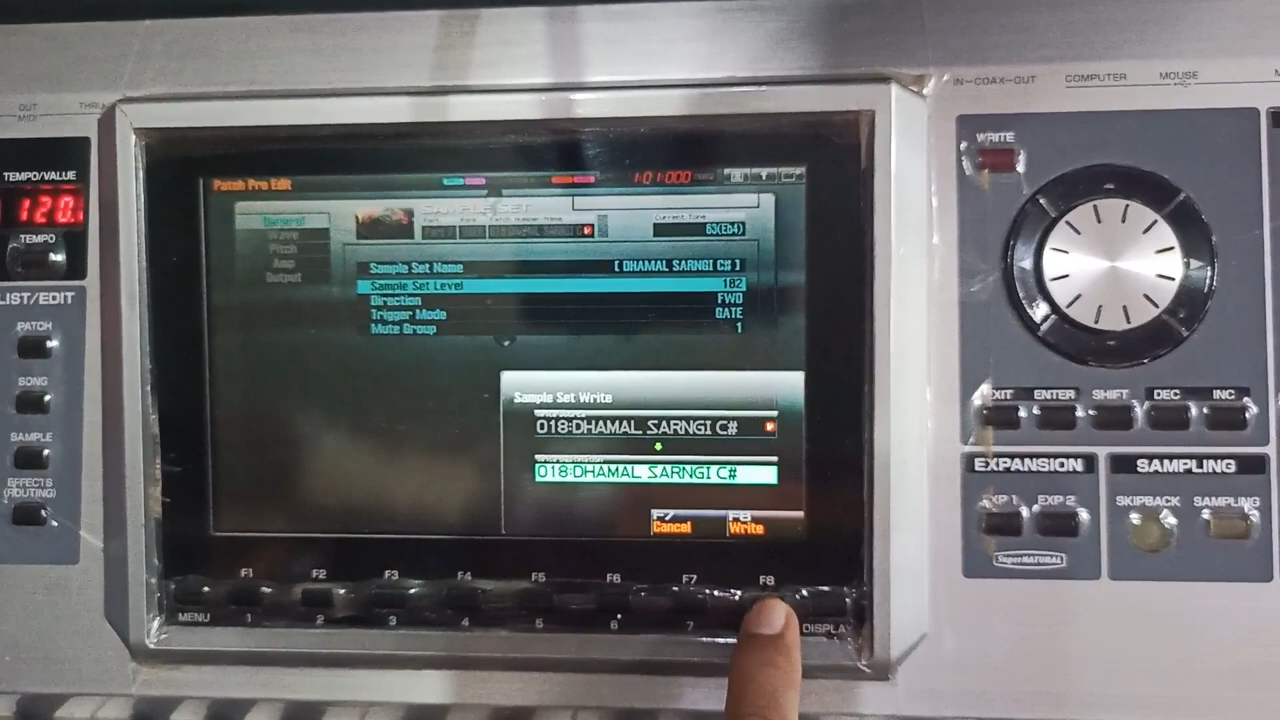 OUT
MIDI
THRU
IN-COAX-OUT
COMPUTER
MOUSE
TEMPO/VALUE
120.
TEMPO
LIST/EDIT
PATCH
SONG
SAMPLE
EFFECTS
(ROUTING)
Patch Pro Edit
1:01:000
SAMPLE SET
General
Wave
Pitch
Amp
Output
63(Eb4)
Sample Set Name [ DHAMAL SARNGI C# ]
Sample Set Level 102
Direction FWD
Trigger Mode GATE
Mute Group 1
Sample Set Write
018:DHAMAL SARNGI C#
018:DHAMAL SARNGI C#
F7 F8
Cancel Write
F1 F2 F3 F4 F5 F6 F7 F8
MENU 1 2 3 4 5 6 7 DISPLAY
WRITE
EXIT ENTER SHIFT DEC INC
EXPANSION
EXP 1 EXP 2
SuperNATURAL
SAMPLING
SKIPBACK SAMPLING